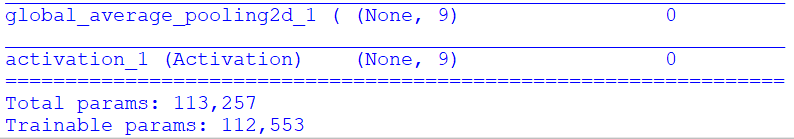 global_average_pooling2d_1 ( (None, 9) 0
activation_1 (Activation) (None, 9) 0
=================================================================
Total params: 113,257
Trainable params: 112,553